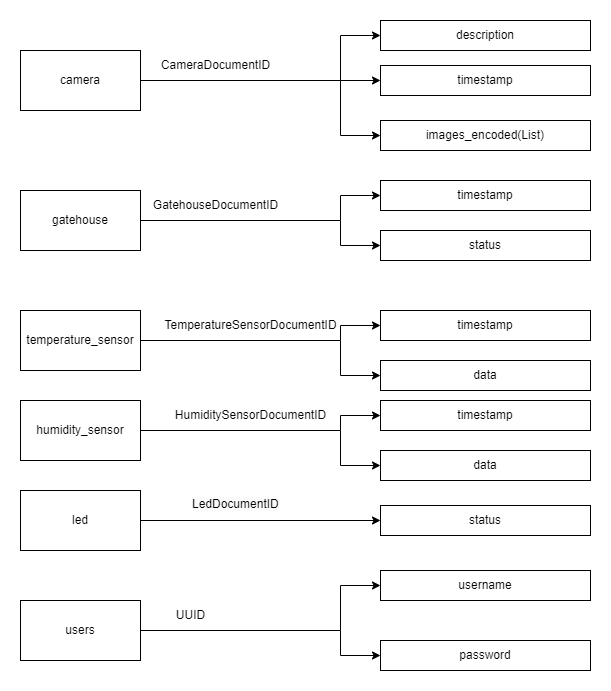 camera
CameraDocumentID
description
timestamp
images_encoded(List)
gatehouse
GatehouseDocumentID
timestamp
status
temperature_sensor
TemperatureSensorDocumentID
timestamp
data
humidity_sensor
HumiditySensorDocumentID
timestamp
data
led
LedDocumentID
status
users
UUID
username
password